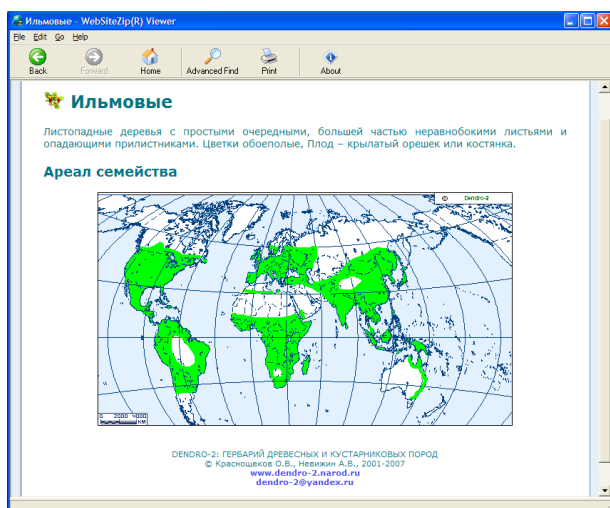 Ильмовые - WebSiteZip(R) Viewer
File Edit Go Help
Back Forward Home Advanced Find Print About
Ильмовые
Листопадные деревья с простыми очередными, большей частью неравнобокими листьями и
опадающими прилистниками. Цветки обоеполые, Плод – крылатый орешек или костянка.
Ареал семейства
© Dendro-2
0 2000 4000
КМ
DENDRO-2: ГЕРБАРИЙ ДРЕВЕСНЫХ И КУСТАРНИКОВЫХ ПОРОД
© Краснощеков О.В., Невижин А.В., 2001-2007
www.dendro-2.narod.ru
dendro-2@yandex.ru